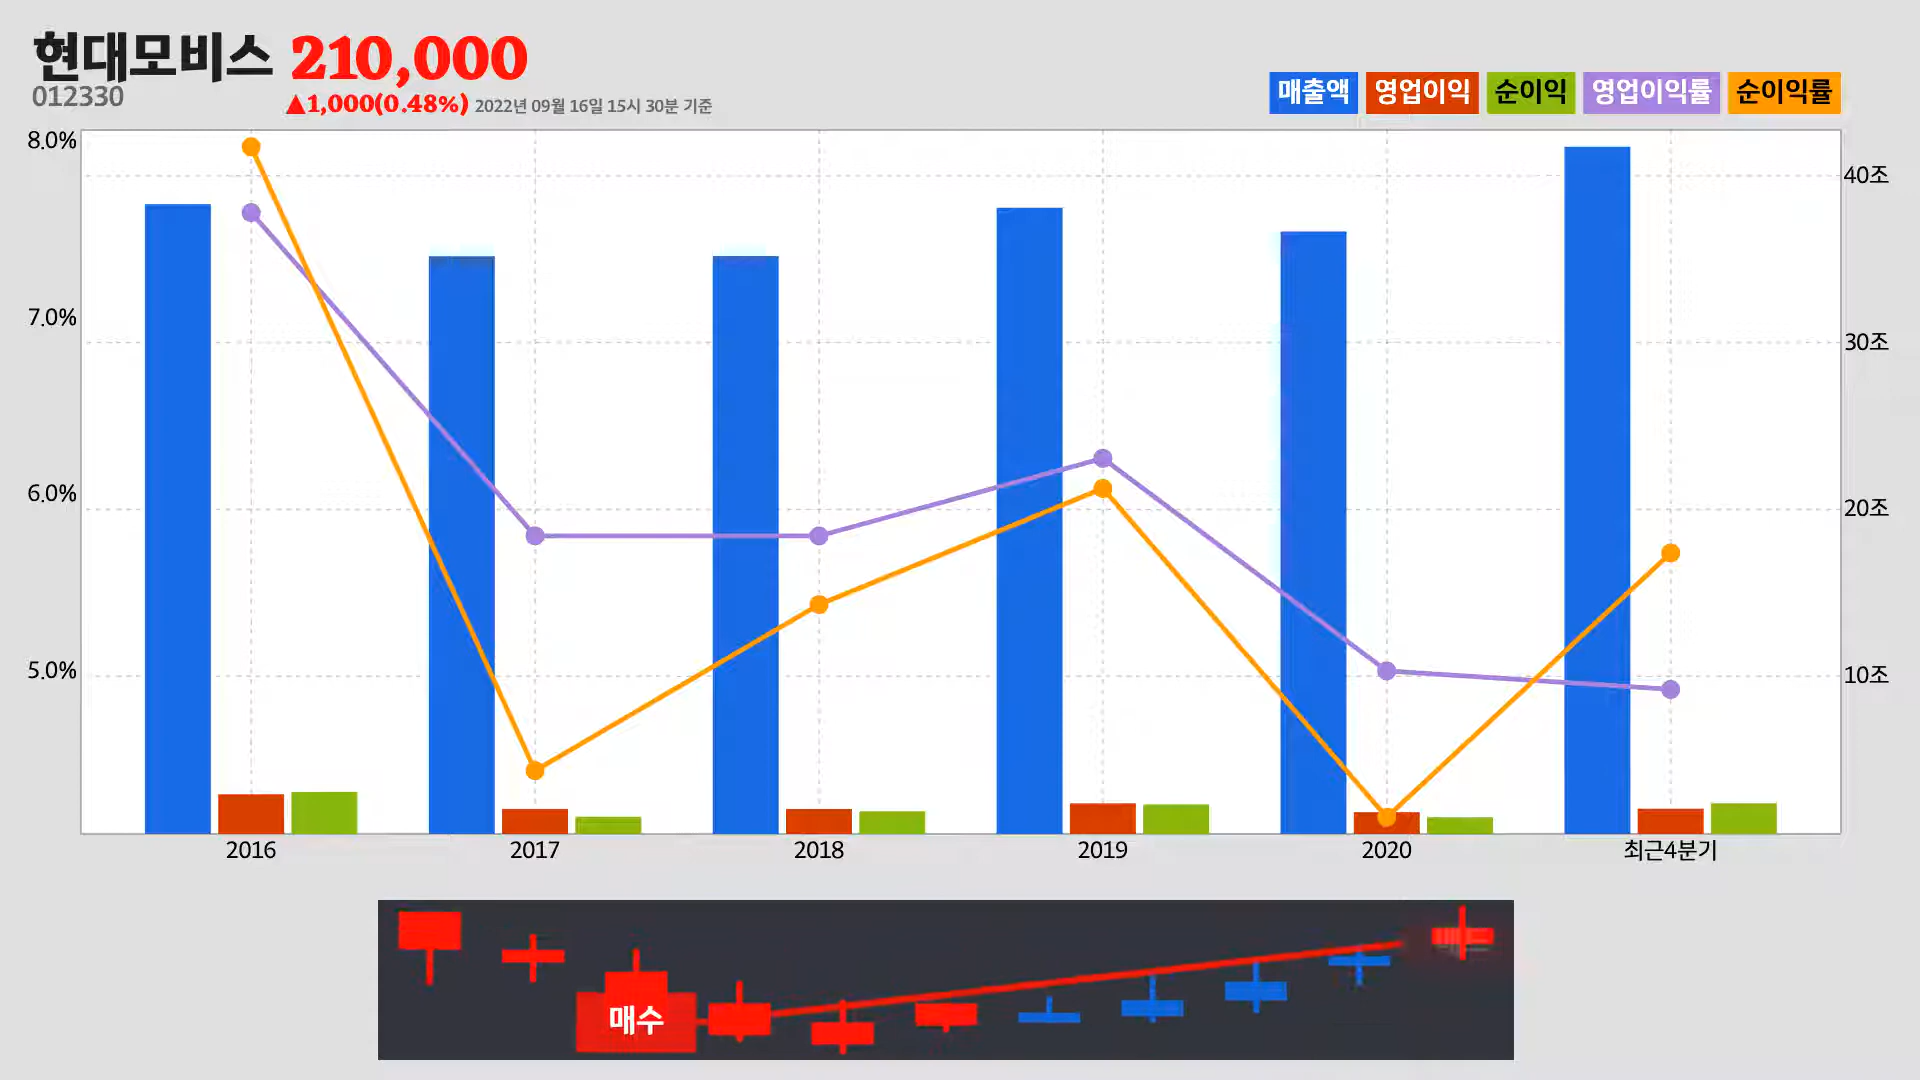 현대모비스 210,000
012330
▲1,000(0.48%) 2022년 09월 16일 15시 30분 기준
매출액 영업이익 순이익 영업이익률 순이익률
8.0%
7.0%
6.0%
5.0%
40조
30조
20조
10조
2016 2017 2018 2019 2020 최근4분기
매수